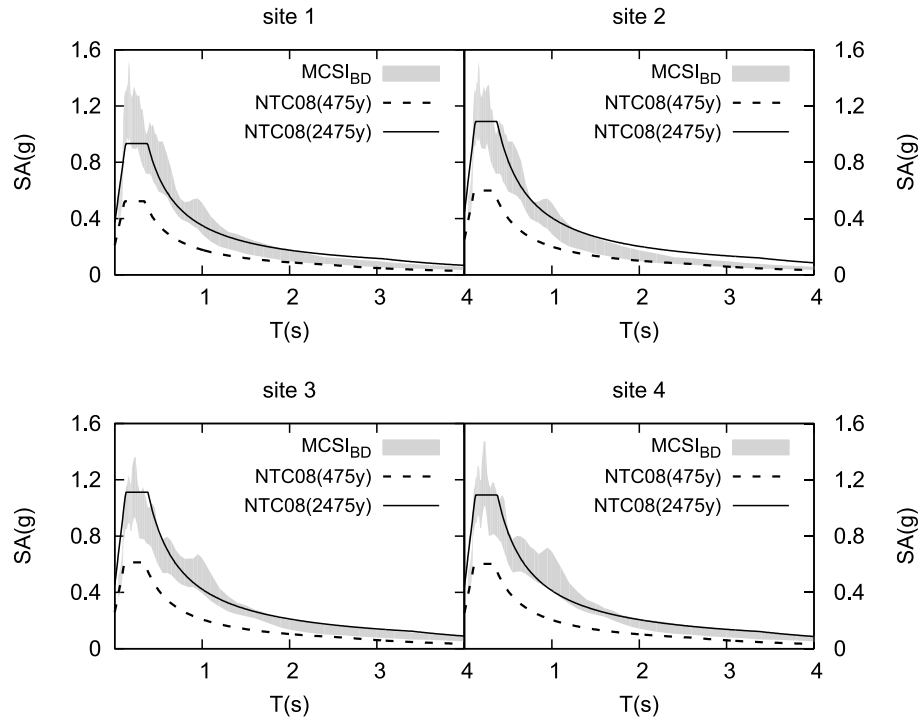 site 1 site 2
1.6 1.6
MCSI_BD MCSI_BD
NTC08(475y) NTC08(475y)
1.2 1.2
NTC08(2475y) NTC08(2475y)
SA(g) SA(g)
0.8 0.8
0.4 0.4
0 0
1 2 3 4 1 2 3 4
T(s) T(s)
site 3 site 4
1.6 1.6
MCSI_BD MCSI_BD
NTC08(475y) NTC08(475y)
1.2 1.2
NTC08(2475y) NTC08(2475y)
SA(g) SA(g)
0.8 0.8
0.4 0.4
0 0
1 2 3 4 1 2 3 4
T(s) T(s)